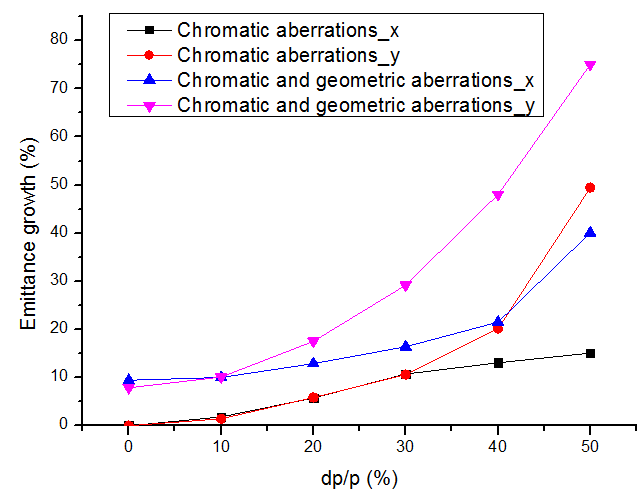 Chromatic aberrations_x
Chromatic aberrations_y
Chromatic and geometric aberrations_x
Chromatic and geometric aberrations_y
Emittance growth (%)
80
70
60
50
40
30
20
10
0
0 10 20 30 40 50
dp/p (%)